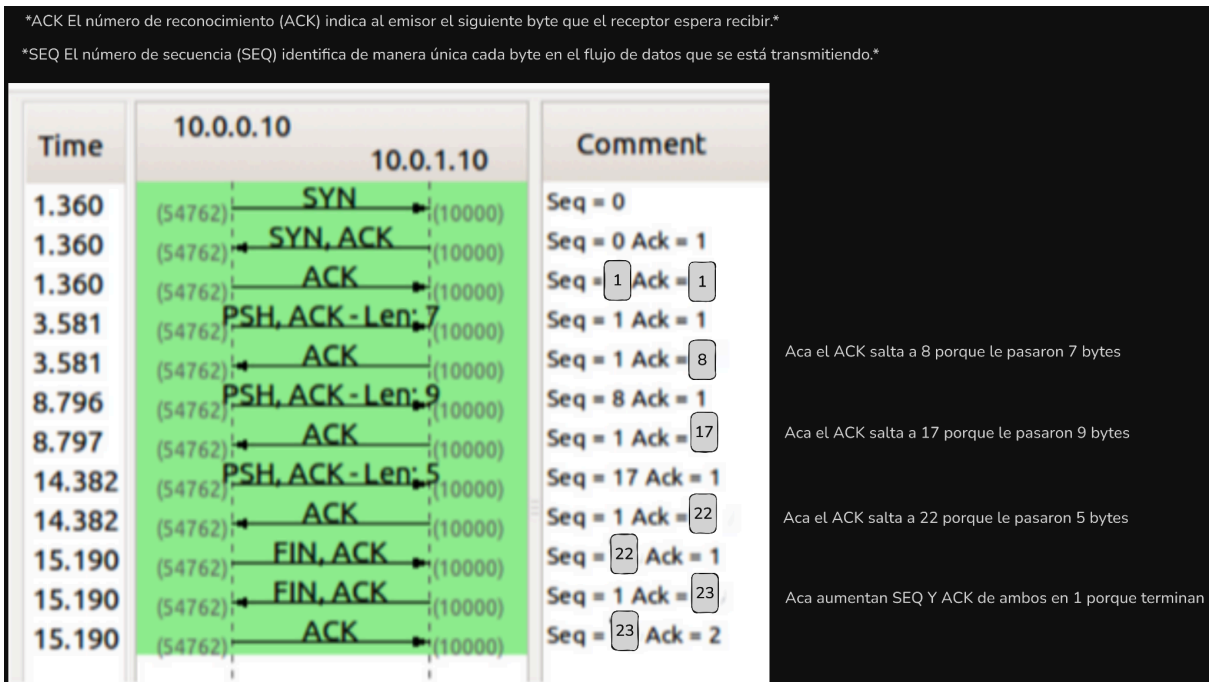 *ACK El número de reconocimiento (ACK) indica al emisor el siguiente byte que el receptor espera recibir.*
*SEQ El número de secuencia (SEQ) identifica de manera única cada byte en el flujo de datos que se está transmitiendo.*
Time 10.0.0.10 10.0.1.10 Comment
1.360 (54762) SYN (10000) Seq = 0
1.360 (54762) SYN, ACK (10000) Seq = 0 Ack = 1
1.360 (54762) ACK (10000) Seq = 1 Ack = 1
3.581 (54762) PSH, ACK - Len: 7 (10000) Seq = 1 Ack = 1
3.581 (54762) ACK (10000) Seq = 1 Ack = 8 Aca el ACK salta a 8 porque le pasaron 7 bytes
8.796 (54762) PSH, ACK - Len: 9 (10000) Seq = 8 Ack = 1
8.797 (54762) ACK (10000) Seq = 1 Ack = 17 Aca el ACK salta a 17 porque le pasaron 9 bytes
14.382 (54762) PSH, ACK - Len: 5 (10000) Seq = 17 Ack = 1
14.382 (54762) ACK (10000) Seq = 1 Ack = 22 Aca el ACK salta a 22 porque le pasaron 5 bytes
15.190 (54762) FIN, ACK (10000) Seq = 22 Ack = 1
15.190 (54762) FIN, ACK (10000) Seq = 1 Ack = 23 Aca aumentan SEQ Y ACK de ambos en 1 porque terminan
15.190 (54762) ACK (10000) Seq = 23 Ack = 2